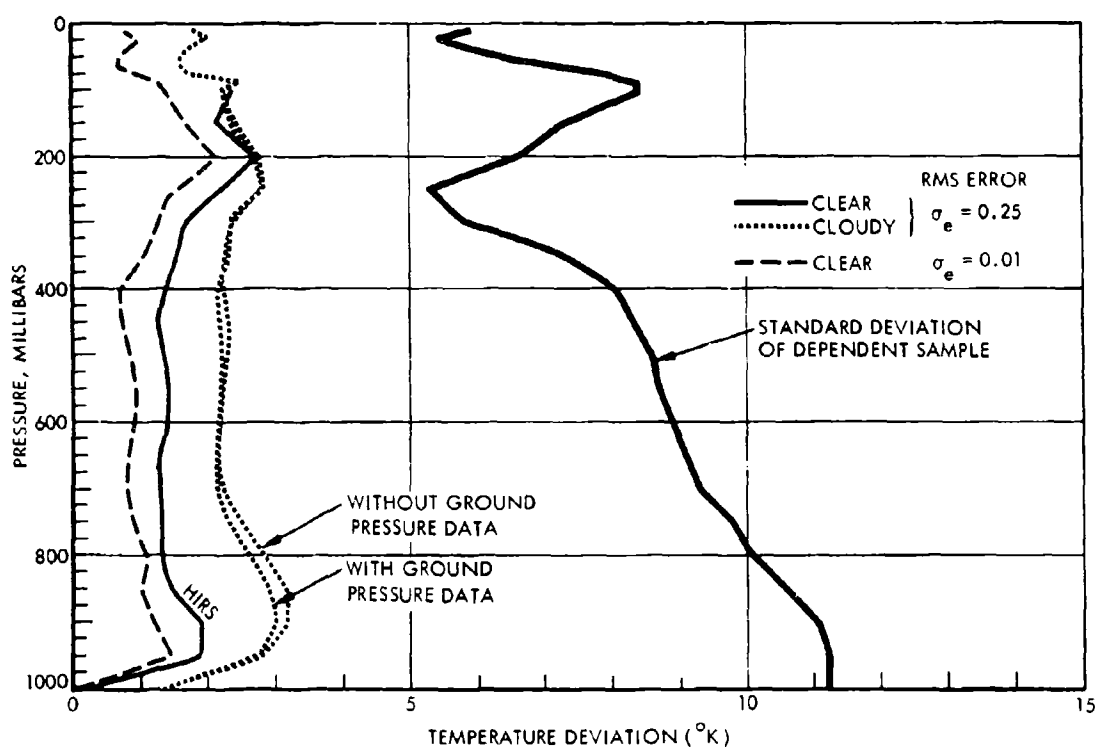 0
200
400
600
800
1000
PRESSURE, MILLIBARS
0
5
10
15
TEMPERATURE DEVIATION (°K)
RMS ERROR
CLEAR
CLOUDY
σe = 0.25
CLEAR
σe = 0.01
STANDARD DEVIATION
OF DEPENDENT SAMPLE
WITHOUT GROUND
PRESSURE DATA
WITH GROUND
PRESSURE DATA
HIRS